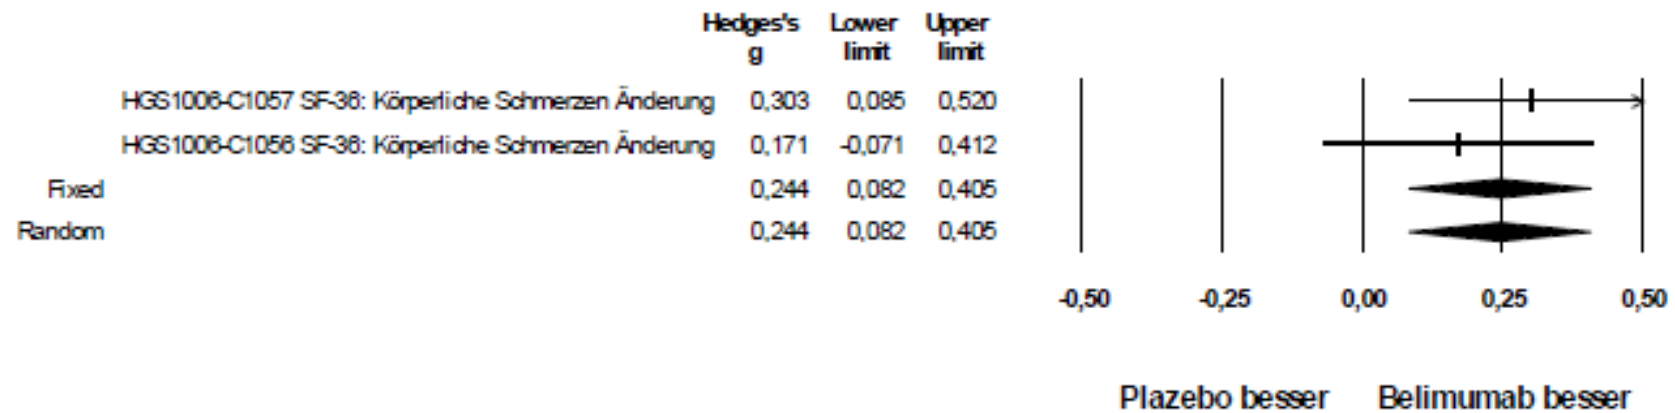 Hedges's Lower Upper
g limit limit
HGS1006-C1057 SF-36: Körperliche Schmerzen Änderung 0,303 0,085 0,520
HGS1006-C1056 SF-36: Körperliche Schmerzen Änderung 0,171 -0,071 0,412
Fixed 0,244 0,082 0,405
Random 0,244 0,082 0,405
-0,50 -0,25 0,00 0,25 0,50
Plazebo besser Belimumab besser